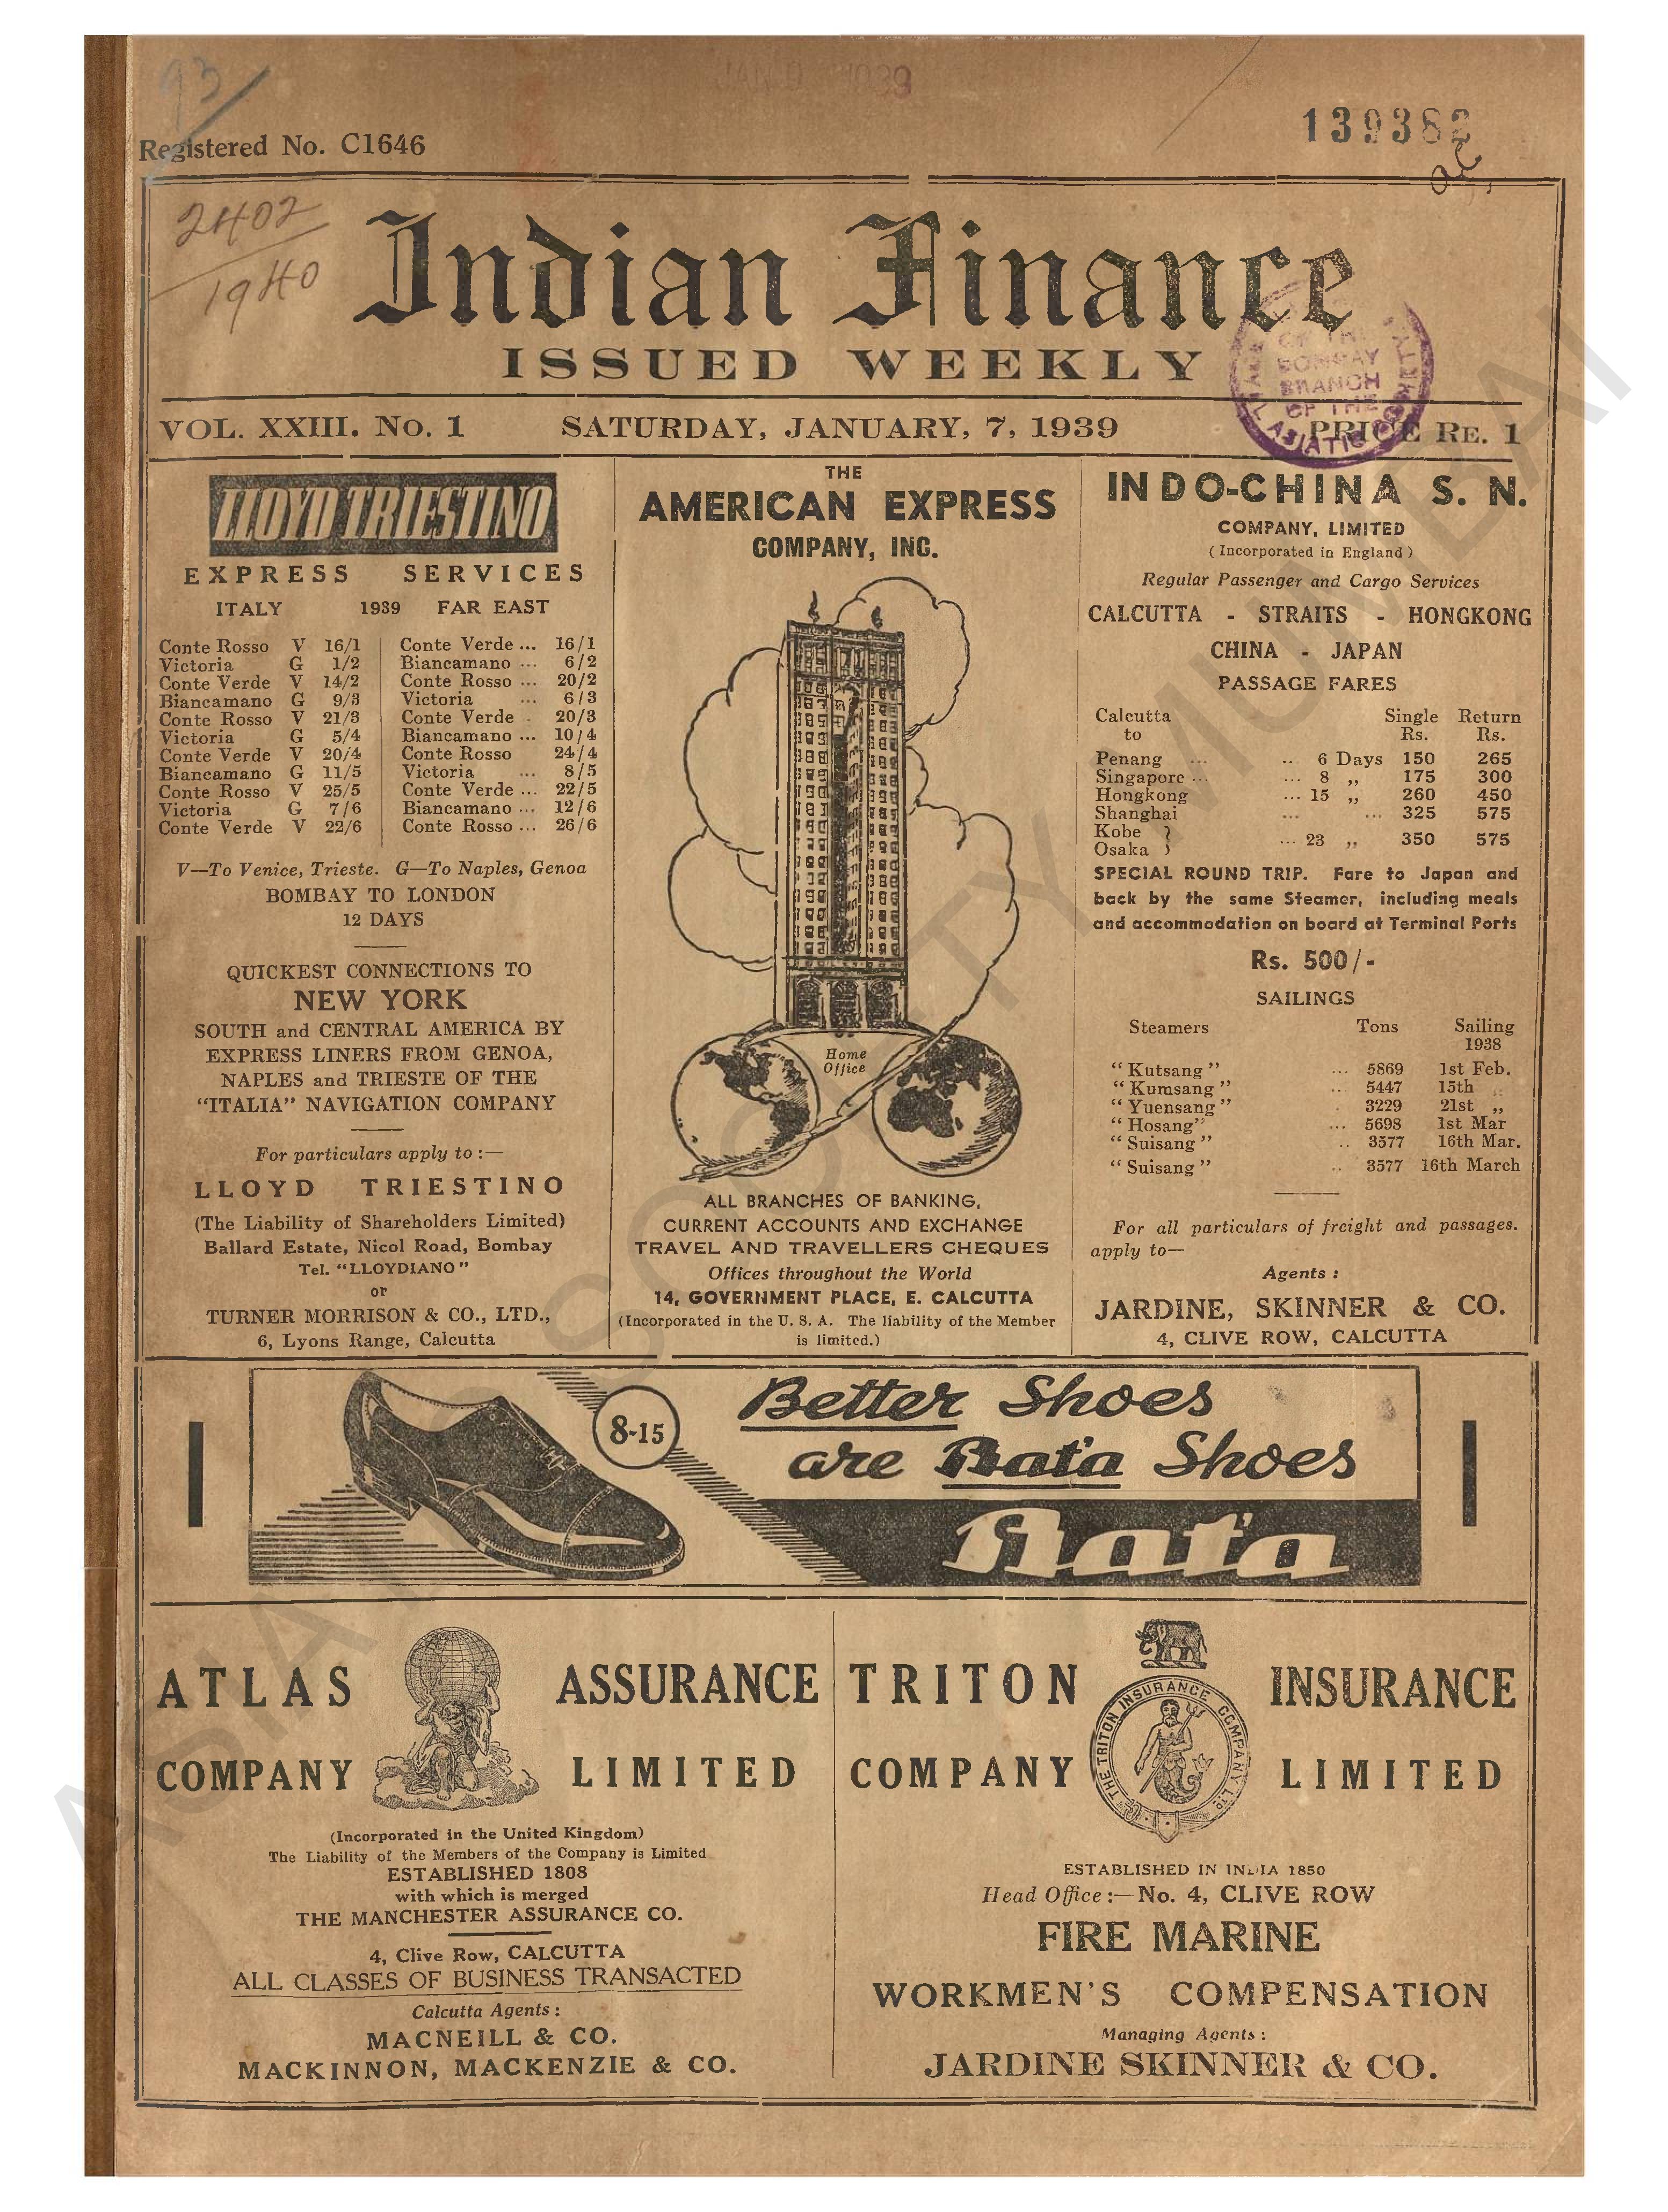 93
139382
Registered No. C1646
2402
1940
Indian Finance
ISSUED WEEKLY
VOL. XXIII. No. 1 SATURDAY, JANUARY, 7, 1939 PRICE RE. 1
OF THE
BOMBAY
BRANCH
OF THE
ASIATIC
LLOYD TRIESTINO
EXPRESS SERVICES
ITALY 1939 FAR EAST
Conte Rosso V 16/1 Conte Verde ... 16/1
Victoria G 1/2 Biancamano ... 6/2
Conte Verde V 14/2 Conte Rosso ... 20/2
Biancamano G 9/3 Victoria ... 6/3
Conte Rosso V 21/3 Conte Verde . 20/3
Victoria G 5/4 Biancamano ... 10/4
Conte Verde V 20/4 Conte Rosso 24/4
Biancamano G 11/5 Victoria ... 8/5
Conte Rosso V 25/5 Conte Verde ... 22/5
Victoria G 7/6 Biancamano ... 12/6
Conte Verde V 22/6 Conte Rosso ... 26/6
V—To Venice, Trieste. G—To Naples, Genoa
BOMBAY TO LONDON
12 DAYS
QUICKEST CONNECTIONS TO
NEW YORK
SOUTH and CENTRAL AMERICA BY
EXPRESS LINERS FROM GENOA,
NAPLES and TRIESTE OF THE
"ITALIA" NAVIGATION COMPANY
For particulars apply to :—
LLOYD TRIESTINO
(The Liability of Shareholders Limited)
Ballard Estate, Nicol Road, Bombay
Tel. "LLOYDIANO"
or
TURNER MORRISON & CO., LTD.,
6, Lyons Range, Calcutta
THE
AMERICAN EXPRESS
COMPANY, INC.
Home
Office
ALL BRANCHES OF BANKING,
CURRENT ACCOUNTS AND EXCHANGE
TRAVEL AND TRAVELLERS CHEQUES
Offices throughout the World
14, GOVERNMENT PLACE, E. CALCUTTA
(Incorporated in the U. S. A. The liability of the Member
is limited.)
INDO-CHINA S. N.
COMPANY, LIMITED
(Incorporated in England)
Regular Passenger and Cargo Services
CALCUTTA - STRAITS - HONGKONG
CHINA - JAPAN
PASSAGE FARES
Calcutta Single Return
to Rs. Rs.
Penang ... .. 6 Days 150 265
Singapore ... ... 8 ,, 175 300
Hongkong ... 15 ,, 260 450
Shanghai ... ... 325 575
Kobe }
Osaka } ... 23 ,, 350 575
SPECIAL ROUND TRIP. Fare to Japan and
back by the same Steamer, including meals
and accommodation on board at Terminal Ports
Rs. 500/-
SAILINGS
Steamers Tons Sailing
1938
"Kutsang" ... 5869 1st Feb.
"Kumsang" ... 5447 15th ,,
"Yuensang" . 3229 21st ,,
"Hosang" ... 5698 1st Mar
"Suisang" .. 3577 16th Mar.
"Suisang" .. 3577 16th March
For all particulars of freight and passages.
apply to—
Agents :
JARDINE, SKINNER & CO.
4, CLIVE ROW, CALCUTTA
8-15
Better Shoes
are Bat'a Shoes
Bat'a
ATLAS ASSURANCE
COMPANY LIMITED
(Incorporated in the United Kingdom)
The Liability of the Members of the Company is Limited
ESTABLISHED 1808
with which is merged
THE MANCHESTER ASSURANCE CO.
4, Clive Row, CALCUTTA
ALL CLASSES OF BUSINESS TRANSACTED
Calcutta Agents :
MACNEILL & CO.
MACKINNON, MACKENZIE & CO.
TRITON INSURANCE
COMPANY LIMITED
THE TRITON INSURANCE COMPANY LTD.
ESTABLISHED IN INDIA 1850
Head Office :— No. 4, CLIVE ROW
FIRE MARINE
WORKMEN'S COMPENSATION
Managing Agents :
JARDINE SKINNER & CO.
ASIATIC SOCIETY MUMBAI